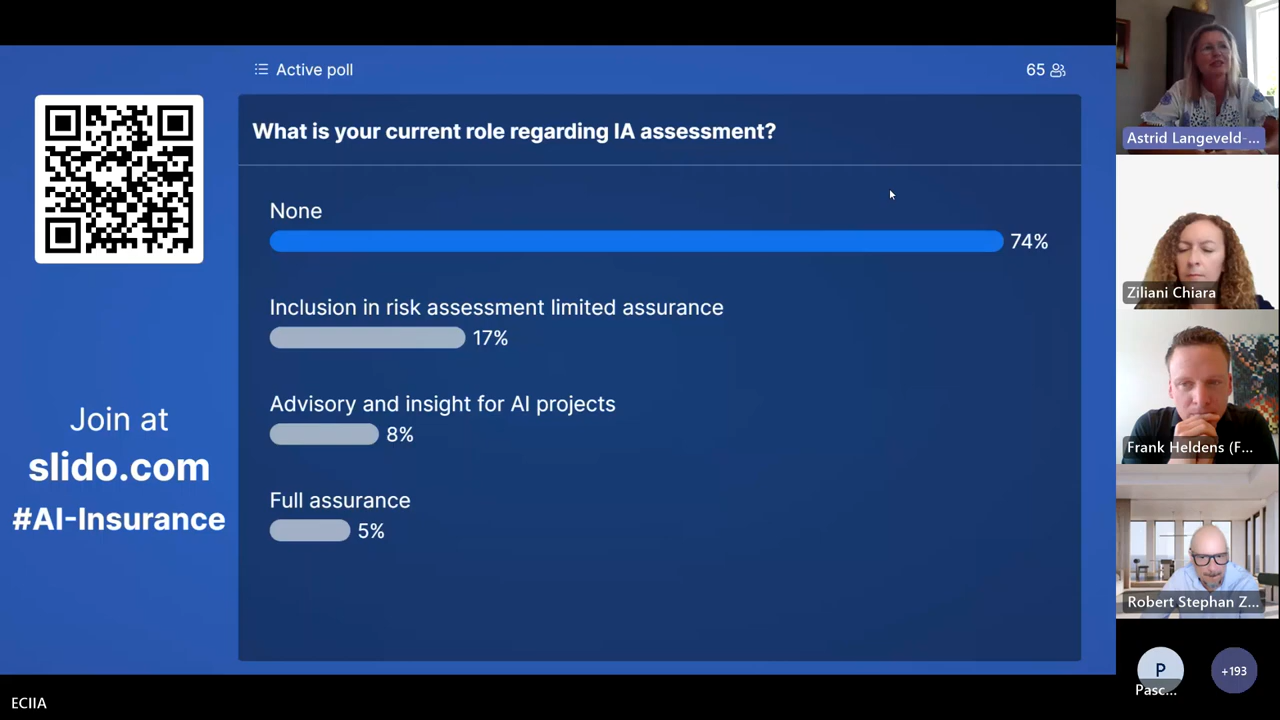 Active poll
65
What is your current role regarding IA assessment?
None
74%
Inclusion in risk assessment limited assurance
17%
Advisory and insight for AI projects
8%
Full assurance
5%
Join at
slido.com
#AI-Insurance
ECIIA
Astrid Langeveld-...
Ziliani Chiara
Frank Heldens (F...
Robert Stephan Z...
P
Pasc...
+193